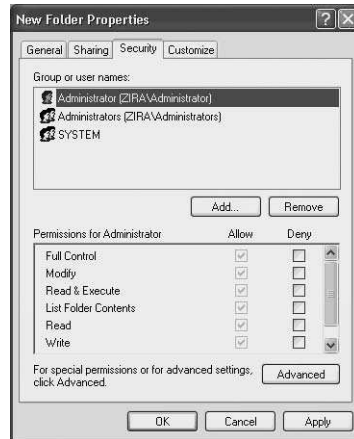 New Folder Properties
General Sharing Security Customize
Group or user names:
Administrator (ZIRA\Administrator)
Administrators (ZIRA\Administrators)
SYSTEM
Add... Remove
Permissions for Administrator Allow Deny
Full Control
Modify
Read & Execute
List Folder Contents
Read
Write
For special permissions or for advanced settings, click Advanced. Advanced
OK Cancel Apply